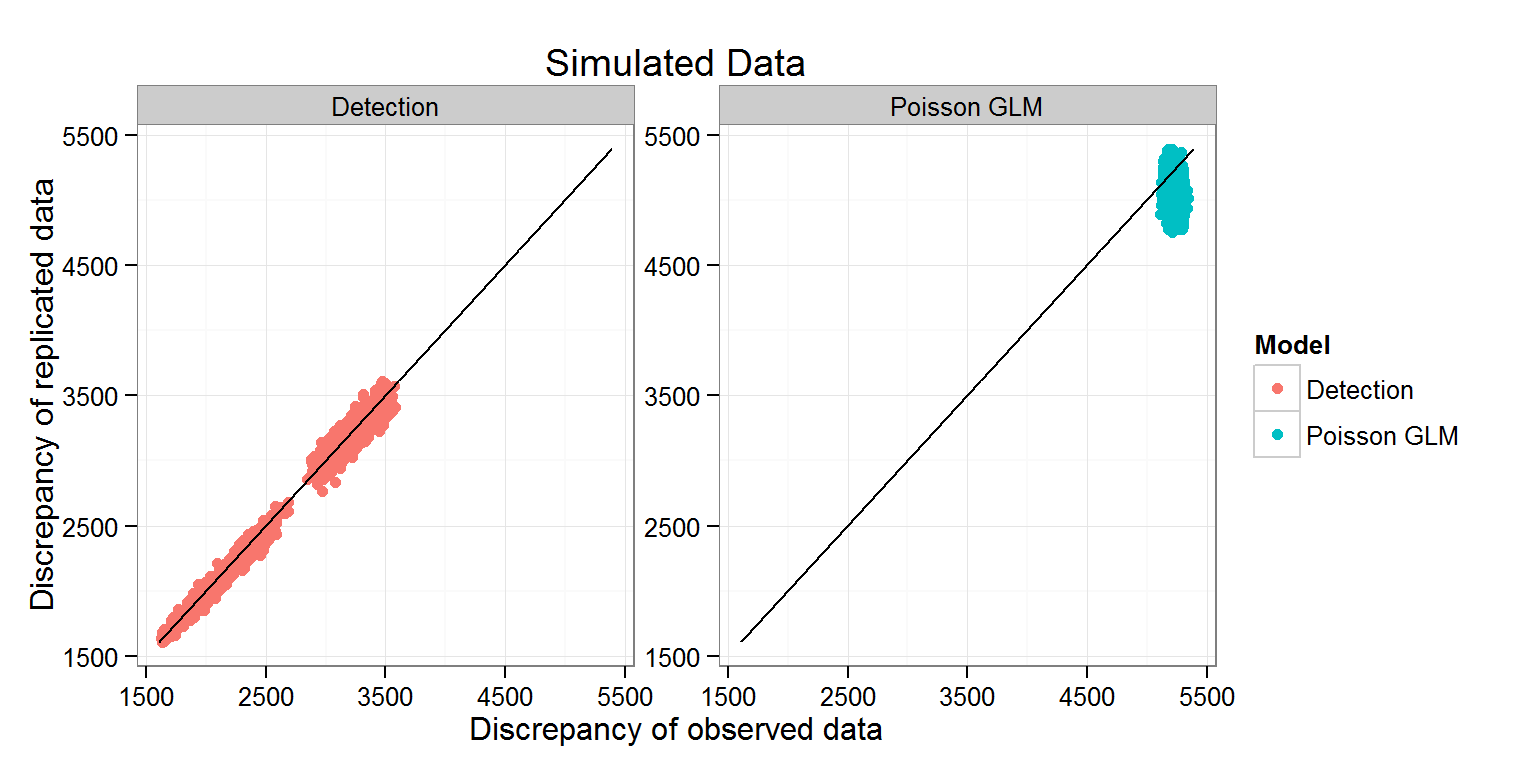 Simulated Data
Detection
Poisson GLM
Discrepancy of replicated data
5500
4500
3500
2500
1500
5500
4500
3500
2500
1500
1500 2500 3500 4500 5500
1500 2500 3500 4500 5500
Discrepancy of observed data
Model
Detection
Poisson GLM